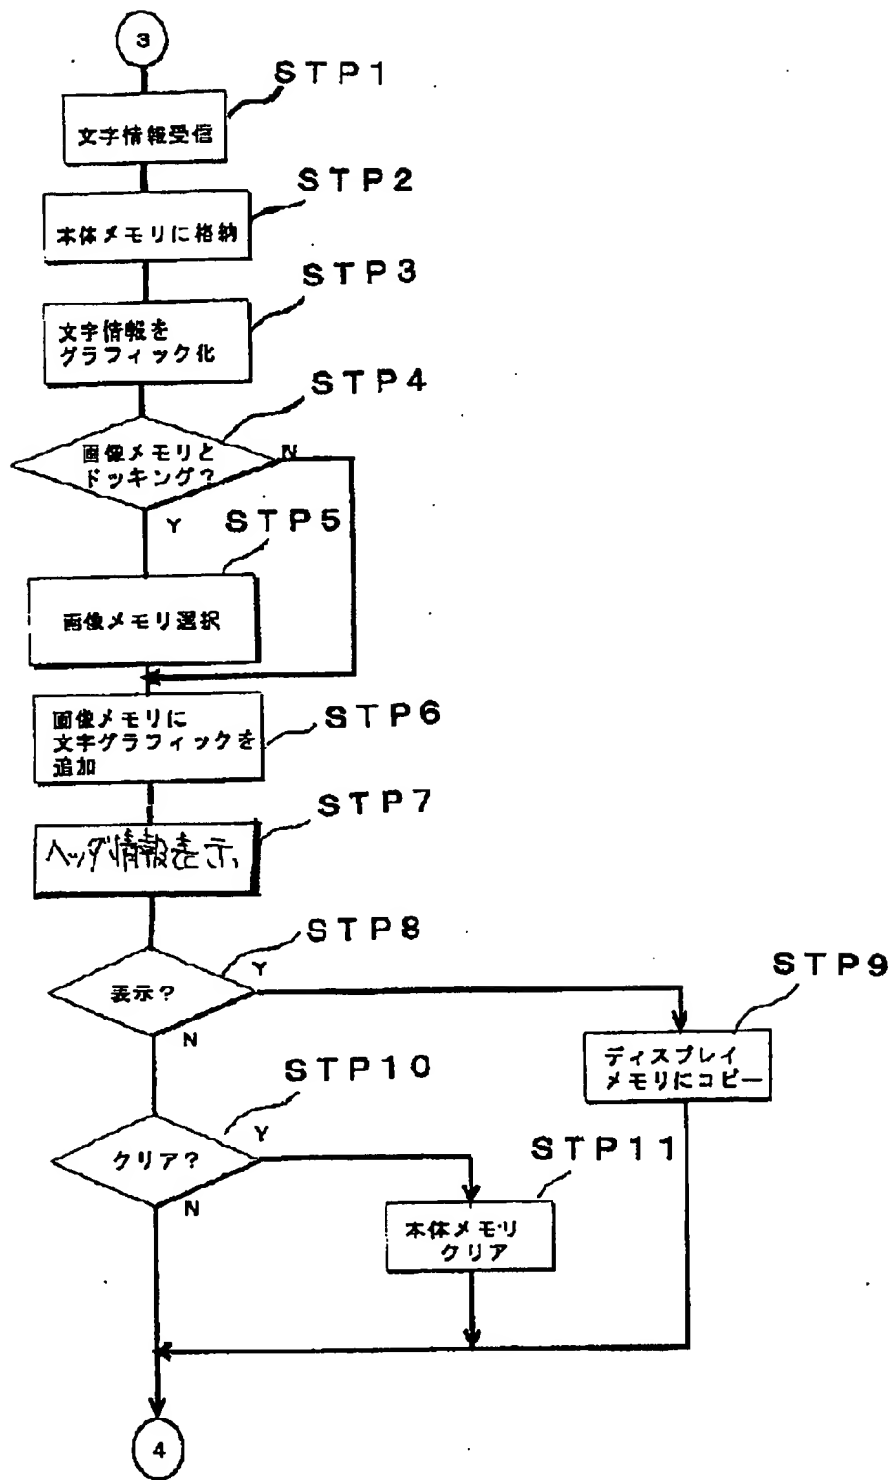 3
STP1
文字情報受信
STP2
本体メモリに格納
STP3
文字情報を
グラフィック化
STP4
画像メモリと
ドッキング?
N
Y
STP5
画像メモリ選択
STP6
画像メモリに
文字グラフィックを
追加
STP7
ヘッダ情報表示
STP8
表示?
Y
N
STP9
ディスプレイ
メモリにコピー
STP10
クリア?
Y
N
STP11
本体メモリ
クリア
4